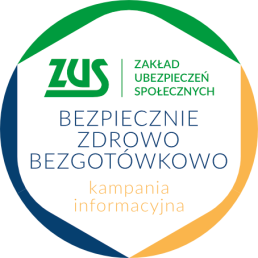 ZUS
ZAKŁAD
UBEZPIECZEŃ
SPOŁECZNYCH
BEZPIECZNIE
ZDROWO
BEZGOTÓWKOWO
kampania
informacyjna